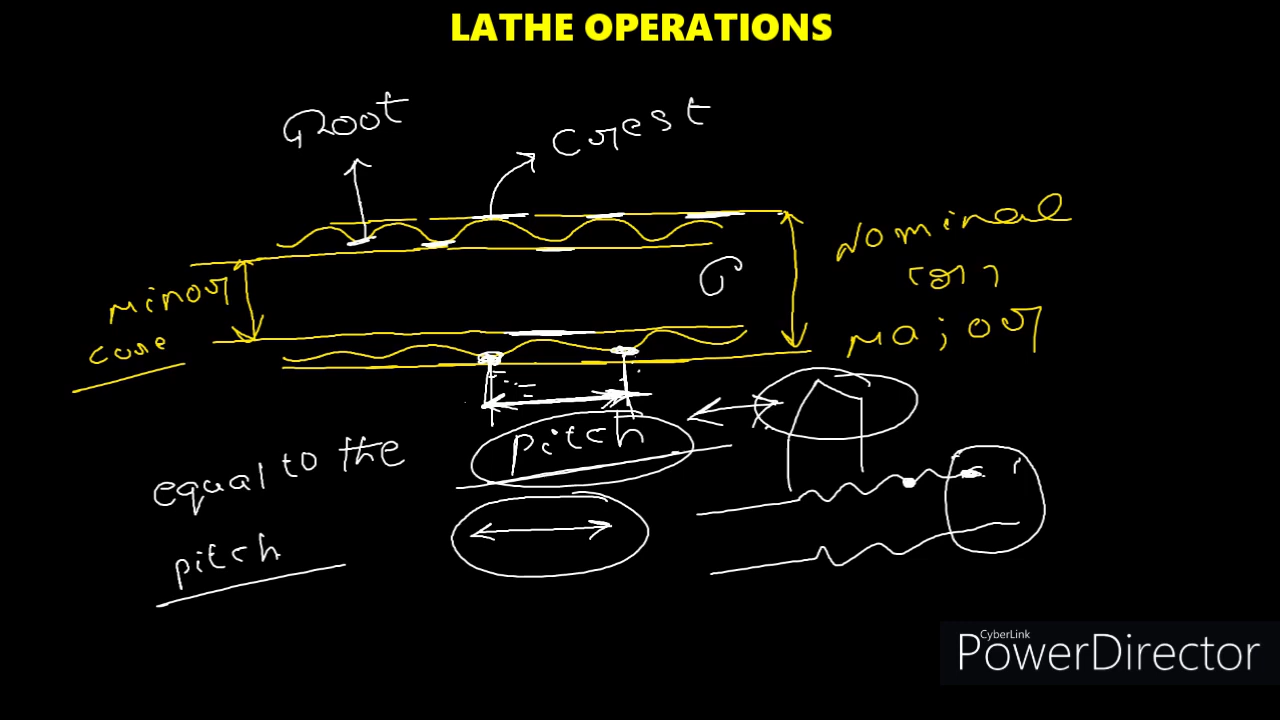 LATHE OPERATIONS
Root
Crest
Nominal
(or)
Major
Minor
core
pitch
equal to the
pitch
CyberLink
PowerDirector